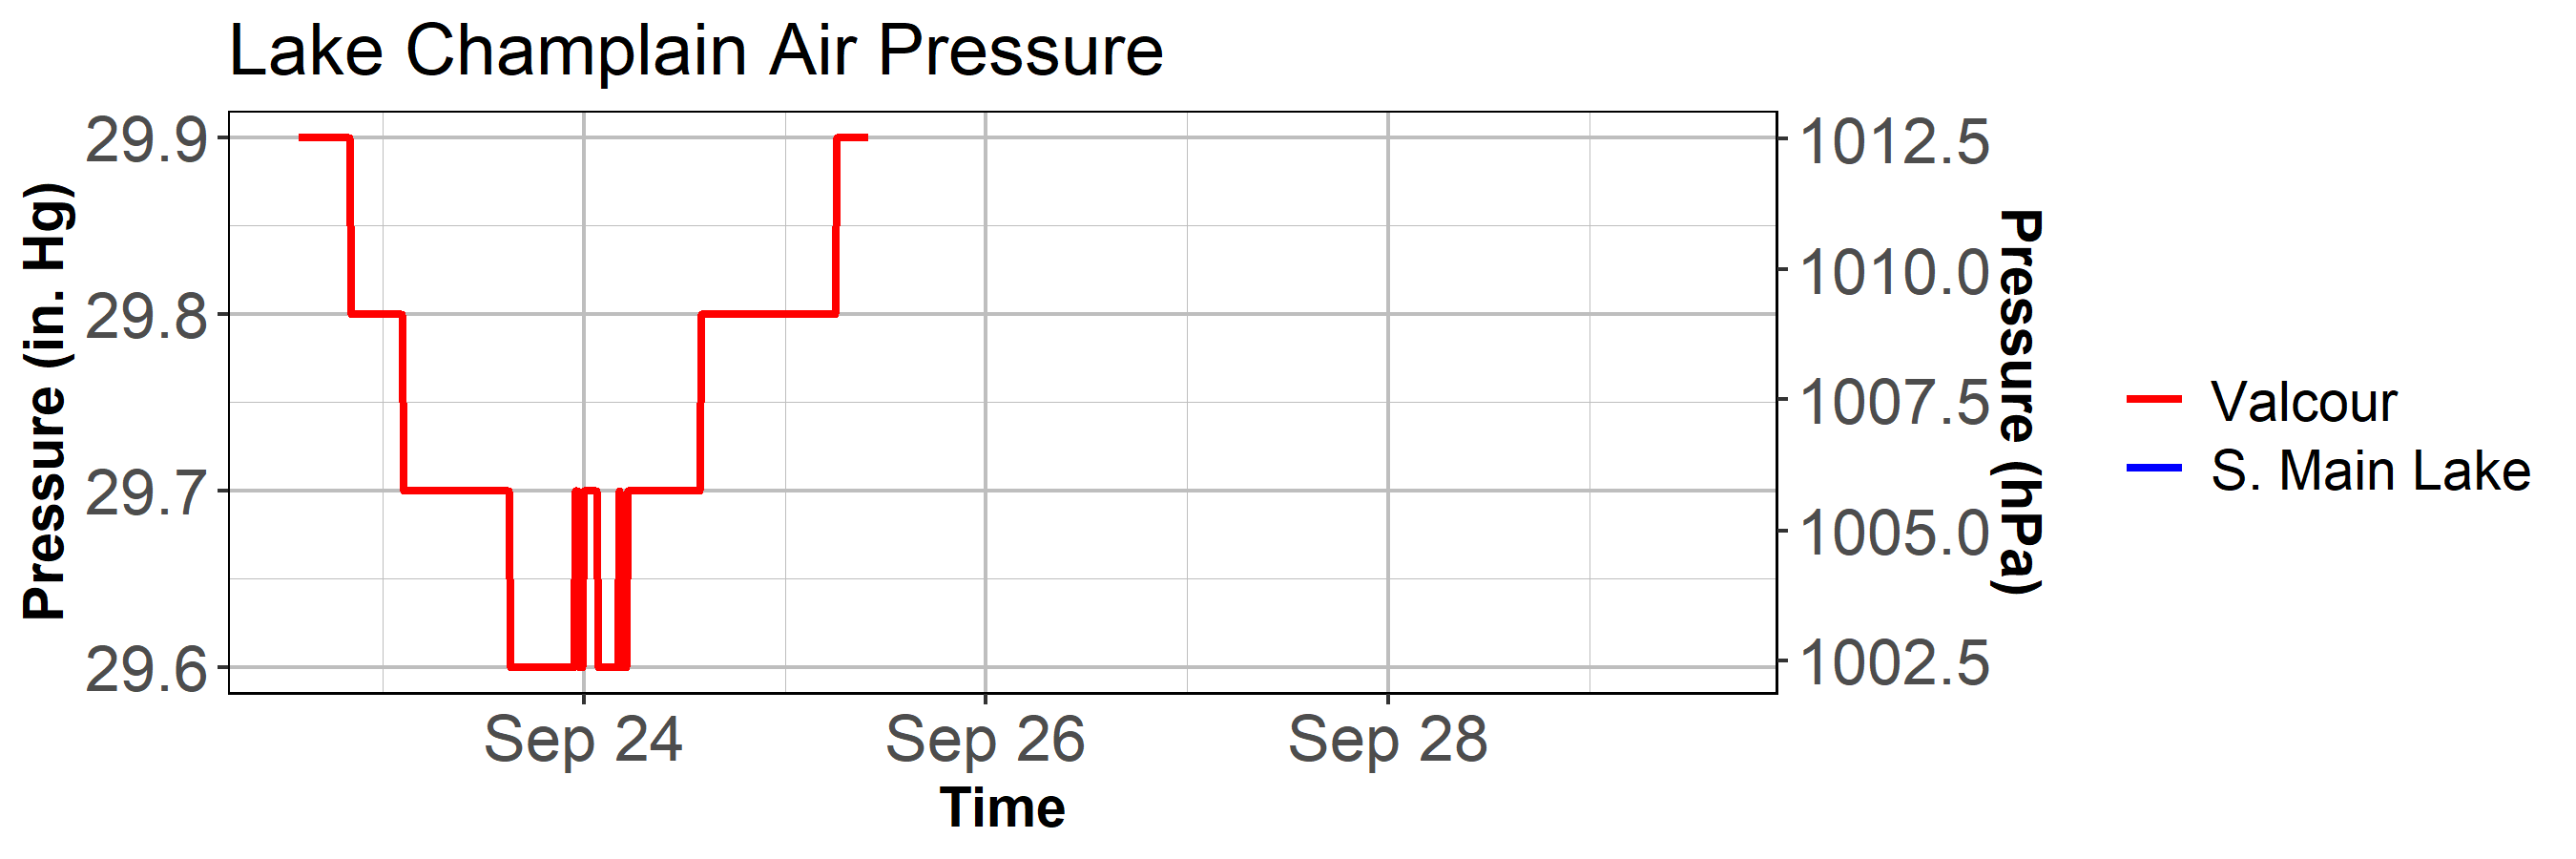 Lake Champlain Air Pressure
Pressure (in. Hg)
29.9
29.8
29.7
29.6
1012.5
1010.0
1007.5
1005.0
1002.5
Pressure (hPa)
Sep 24
Sep 26
Sep 28
Time
Valcour
S. Main Lake